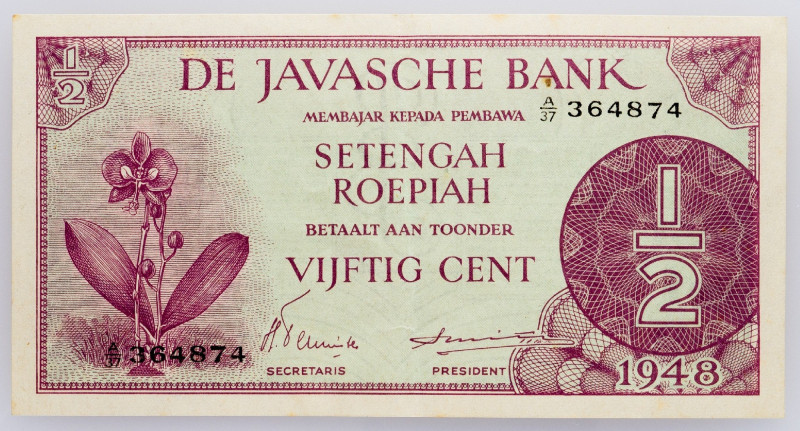 1/2
DE JAVASCHE BANK
MEMBAJAR KEPADA PEMBAWA
A/37 364874
SETENGAH
ROEPIAH
BETAALT AAN TOONDER
VIJFTIG CENT
1/2
A/37 364874
SECRETARIS
PRESIDENT
1948